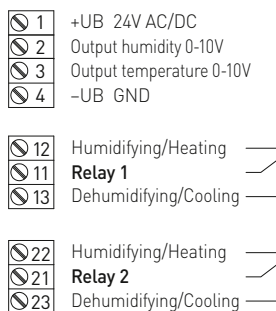 1 +UB 24V AC/DC
2 Output humidity 0-10V
3 Output temperature 0-10V
4 –UB GND
12 Humidifying/Heating
11 Relay 1
13 Dehumidifying/Cooling
22 Humidifying/Heating
21 Relay 2
23 Dehumidifying/Cooling